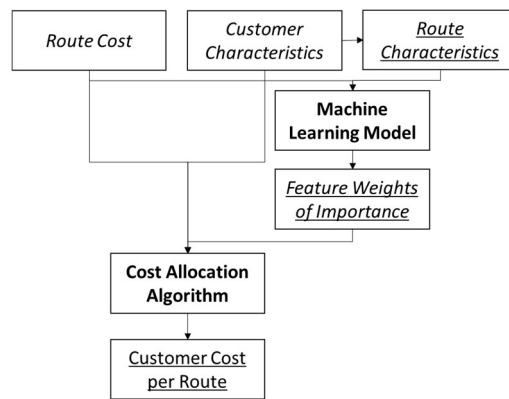 Route Cost
Customer
Characteristics
Route
Characteristics
Machine
Learning Model
Feature Weights
of Importance
Cost Allocation
Algorithm
Customer Cost
per Route